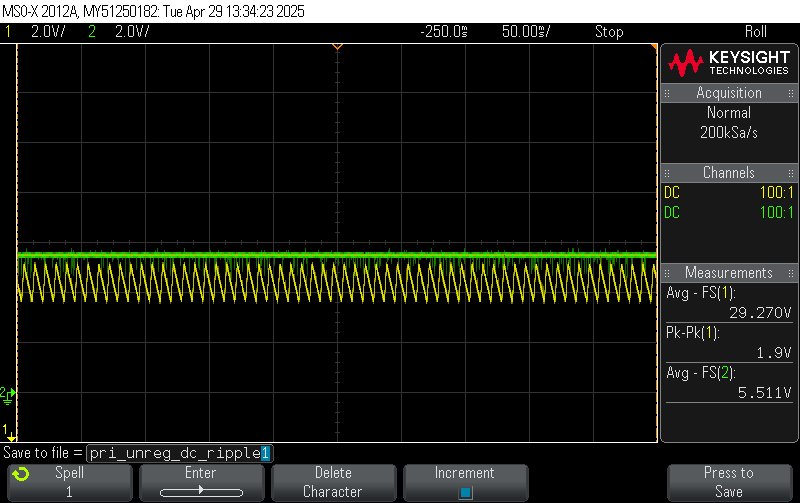 MSO-X 2012A, MY51250182: Tue Apr 29 13:34:23 2025
1 2.0V/ 2 2.0V/ -250.0ms 50.00ms/ Stop Roll
KEYSIGHT
TECHNOLOGIES
Acquisition
Normal
200kSa/s
Channels
DC 100:1
DC 100:1
Measurements
Avg - FS(1):
29.270V
Pk-Pk(1):
1.9V
Avg - FS(2):
5.511V
2
1
Save to file = pri_unreg_dc_ripple1
Spell
1
Enter
Delete
Character
Increment
Press to
Save